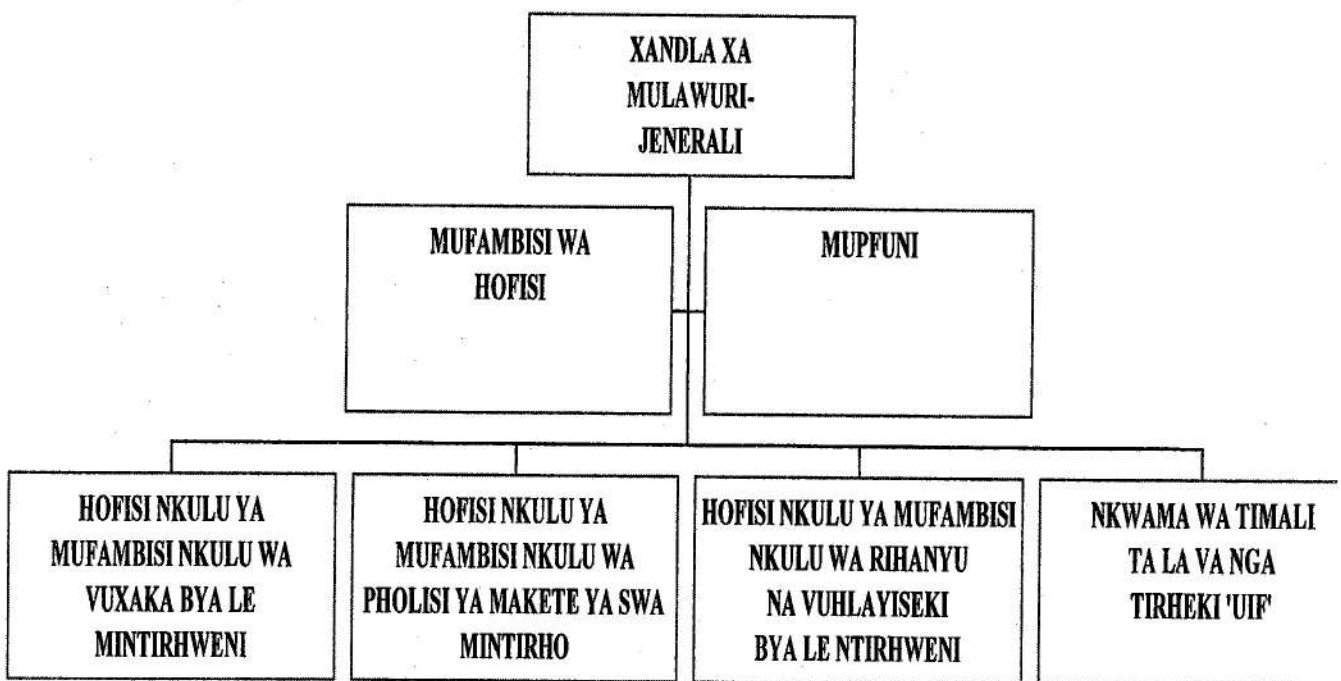 XANDLA XA
MULAWURI-
JENERALI
MUFAMBISI WA
HOFISI
MUPFUNI
HOFISI NKULU YA
MUFAMBISI NKULU WA
VUXAKA BYA LE
MINTIRHWENI
HOFISI NKULU YA
MUFAMBISI NKULU WA
PHOLISI YA MAKETE YA SWA
MINTIRHO
HOFISI NKULU YA MUFAMBISI
NKULU WA RIHANYU
NA VUHLAYISEKI
BYA LE NTIRHWENI
NKWAMA WA TIMALI
TA LA VA NGA
TIRHEKI 'UIF'